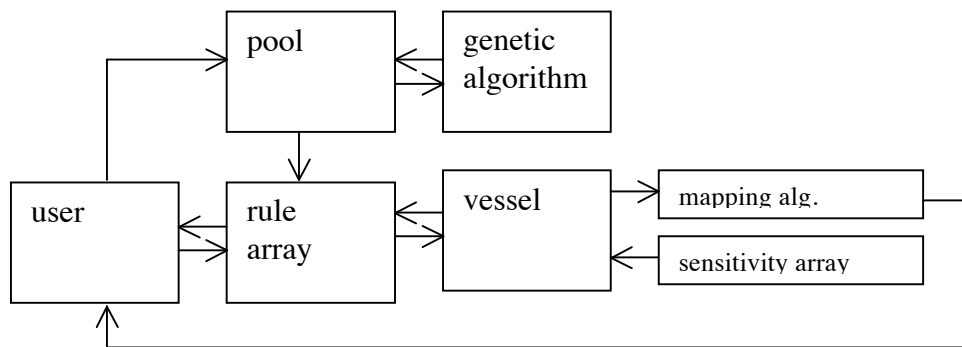 pool
genetic
algorithm
user
rule
array
vessel
mapping alg.
sensitivity array